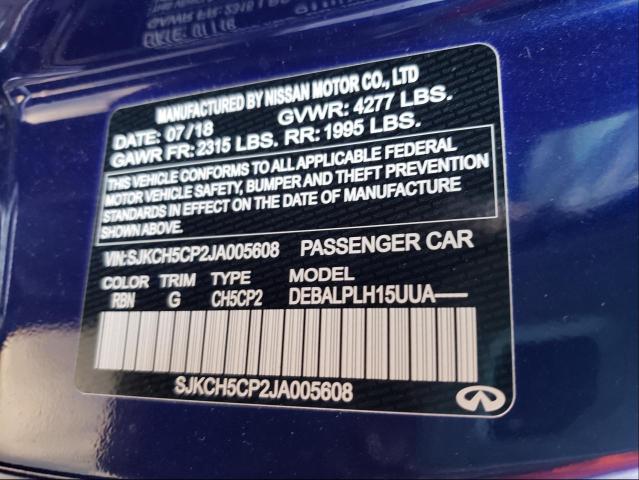 MANUFACTURED BY NISSAN MOTOR CO., LTD
DATE: 07/18 GVWR: 4277 LBS.
GAWR FR: 2315 LBS. RR: 1995 LBS.
THIS VEHICLE CONFORMS TO ALL APPLICABLE FEDERAL
MOTOR VEHICLE SAFETY, BUMPER AND THEFT PREVENTION
STANDARDS IN EFFECT ON THE DATE OF MANUFACTURE
SHOWN ABOVE.
VIN:SJKCH5CP2JA005608 PASSENGER CAR
COLOR TRIM TYPE MODEL
RBN G CH5CP2 DEBALPLH15UUA-----
SJKCH5CP2JA005608